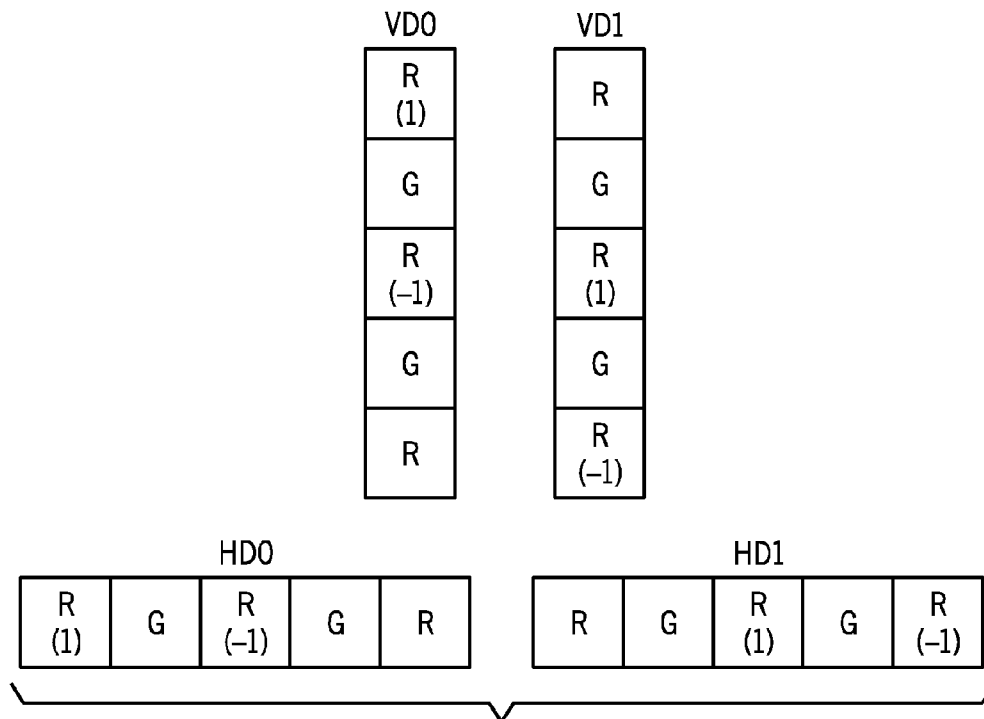 VD0 VD1
R R
(1)
G G
R R
(–1) (1)
G G
R R
(–1)
HD0 HD1
R G R G R R G R G R
(1) (–1) (1) (–1)